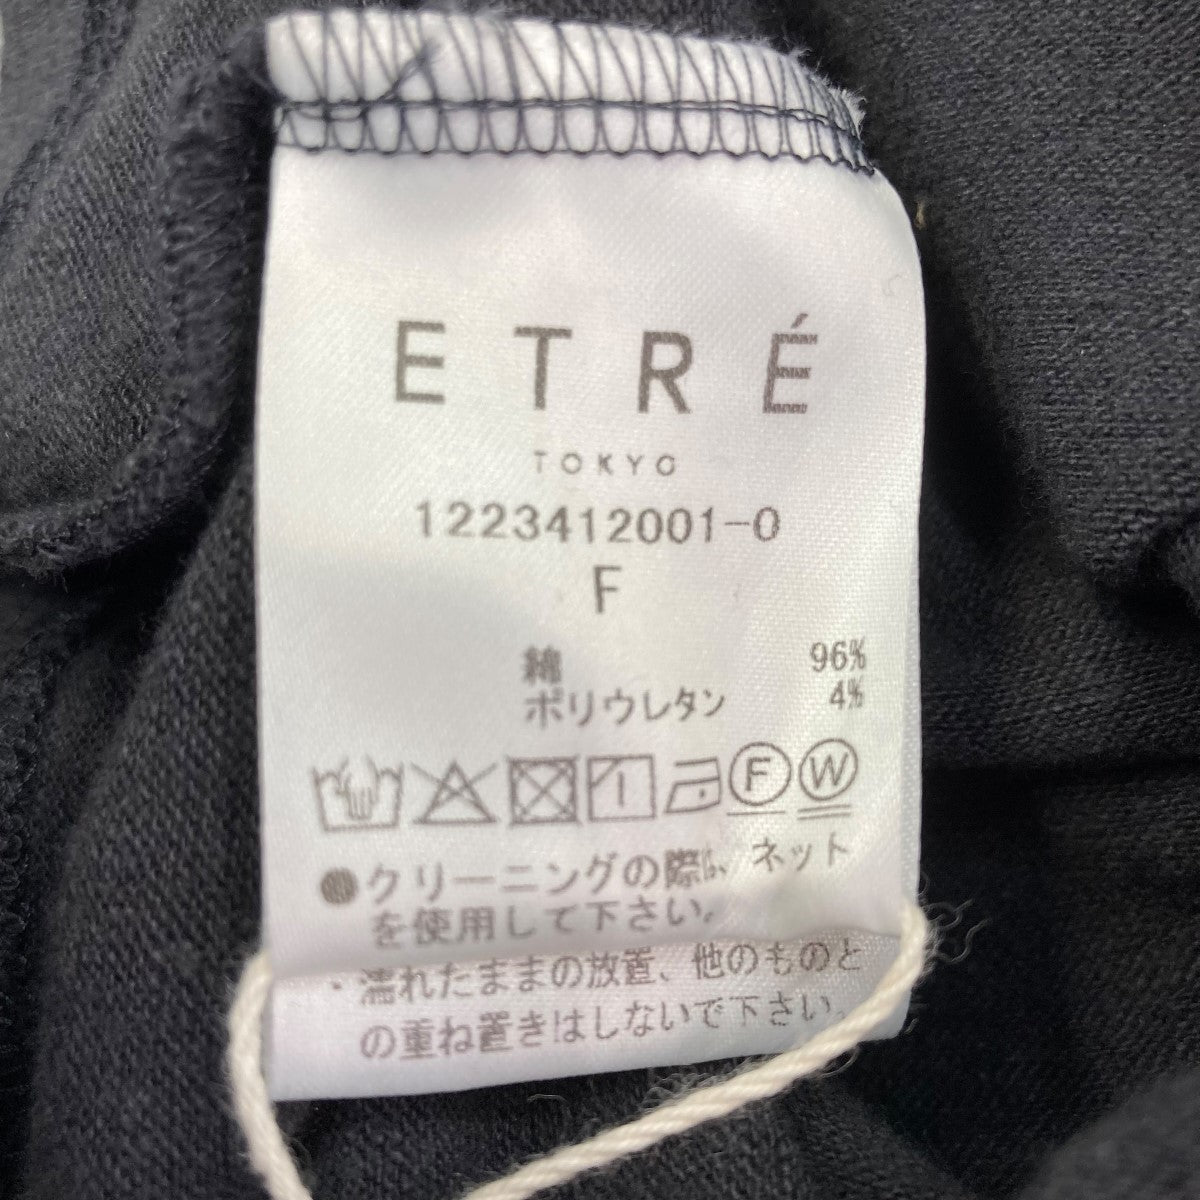 ETRÉ
TOKYO
1223412001-0
F
綿 96%
ポリウレタン 4%
F W
●クリーニングの際は、ネット
を使用して下さい。
・濡れたままの放置、他のものと
の重ね置きはしないで下さい。